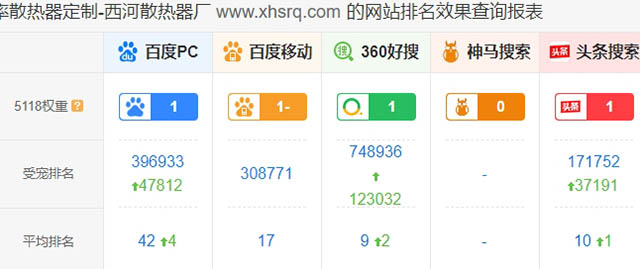 率散热器定制-西河散热器厂 www.xhsrq.com 的网站排名效果查询报表
百度PC 百度移动 360好搜 神马搜索 头条搜索
5118权重 ? 1 1- 1 0 头条 1
受宠排名 396933 308771 748936 - 171752
47812 123032 37191
平均排名 42 4 17 9 2 - 10 1